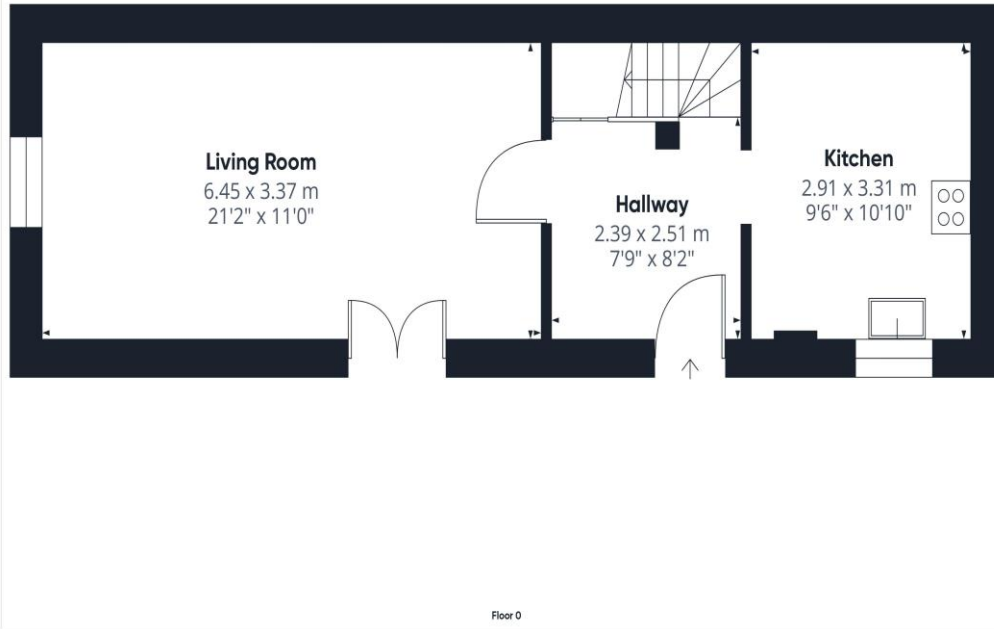 Living Room
6.45 x 3.37 m
21'2" x 11'0"
Hallway
2.39 x 2.51 m
7'9" x 8'2"
Kitchen
2.91 x 3.31 m
9'6" x 10'10"
Floor 0